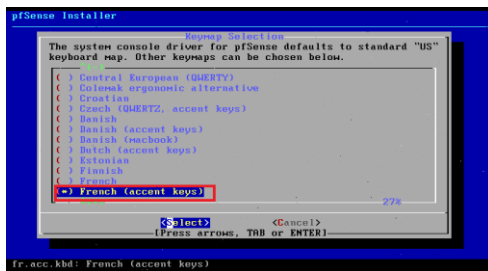 pfSense Installer
Keymap Selection
The system console driver for pfSense defaults to standard "US"
keyboard map. Other keymaps can be chosen below.
( ) Central European (QWERTY)
( ) Colemak ergonomic alternative
( ) Croatian
( ) Czech (QWERTZ, accent keys)
( ) Danish
( ) Danish (accent keys)
( ) Danish (macbook)
( ) Dutch (accent keys)
( ) Estonian
( ) Finnish
( ) French
(*) French (accent keys)
27%
<Select> <Cancel>
[Press arrows, TAB or ENTER]
fr.acc.kbd: French (accent keys)